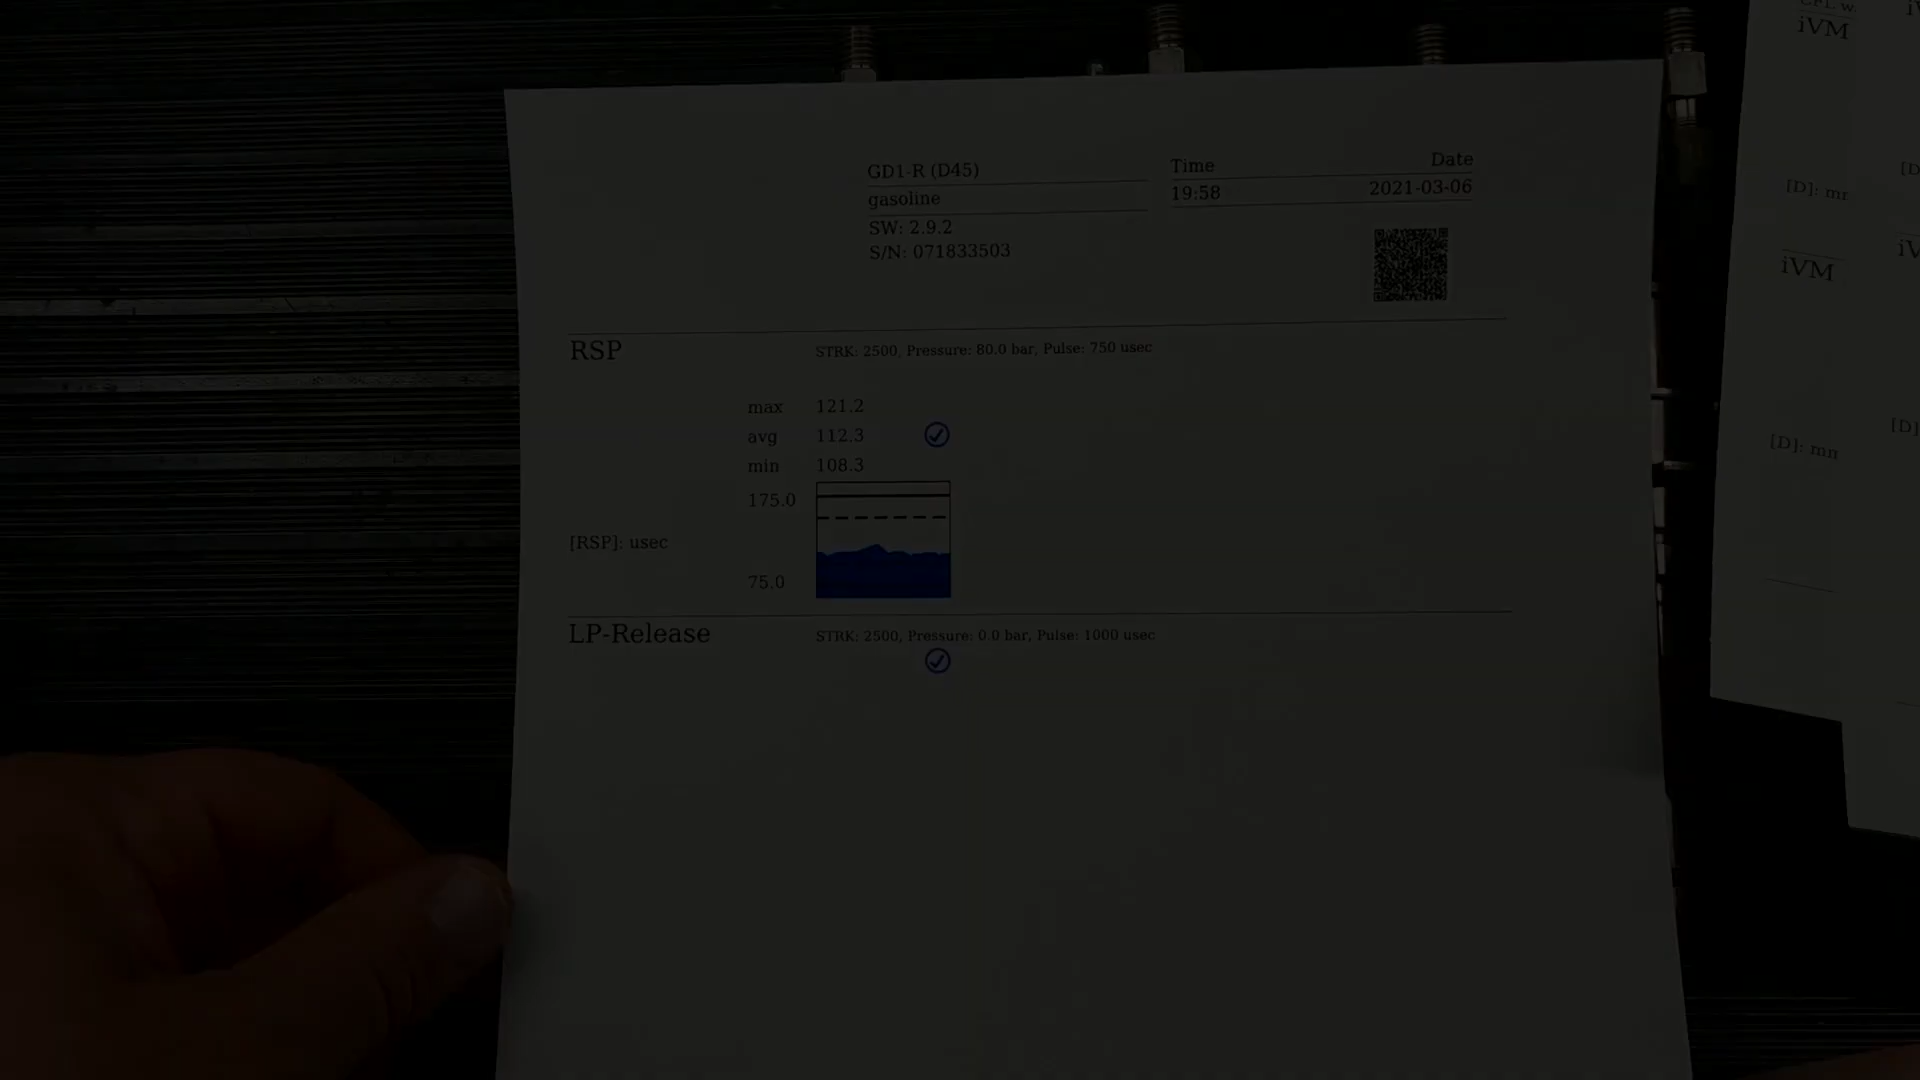 GD1-R (D45)
gasoline
SW: 2.9.2
S/N: 071833503
Time Date
19:58 2021-03-06
RSP STRK: 2500, Pressure: 80.0 bar, Pulse: 750 usec
max 121.2
avg 112.3
min 108.3
175.0
[RSP]: usec
75.0
LP-Release STRK: 2500, Pressure: 0.0 bar, Pulse: 1000 usec
iVM
[D]: mr
iVM
[D]: mn
[D]